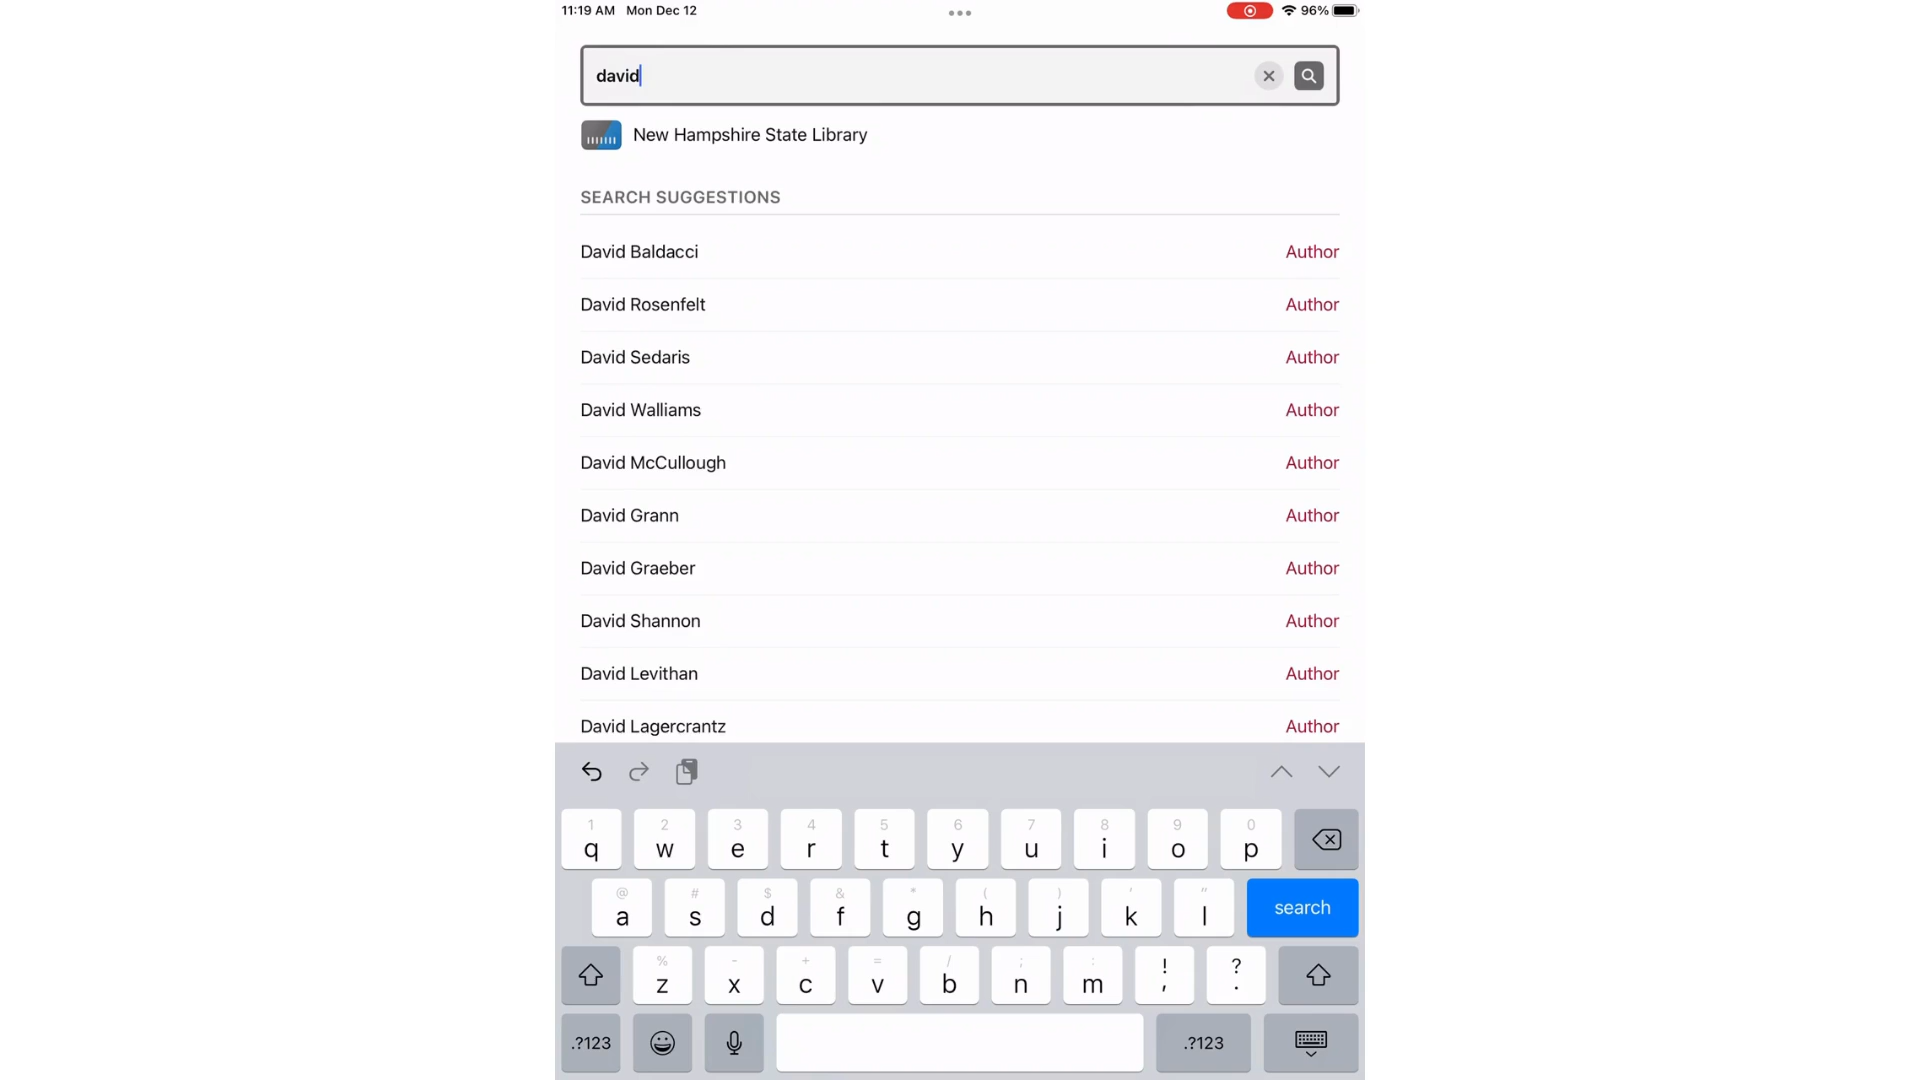 11:19 AM Mon Dec 12
96%
david
New Hampshire State Library
SEARCH SUGGESTIONS
David Baldacci Author
David Rosenfelt Author
David Sedaris Author
David Walliams Author
David McCullough Author
David Grann Author
David Graeber Author
David Shannon Author
David Levithan Author
David Lagercrantz Author
1 2 3 4 5 6 7 8 9 0
q w e r t y u i o p
@ # $ & * ( ) ' "
a s d f g h j k l search
% - + = / ; : ! ?
z x c v b n m , .
.?123 .?123